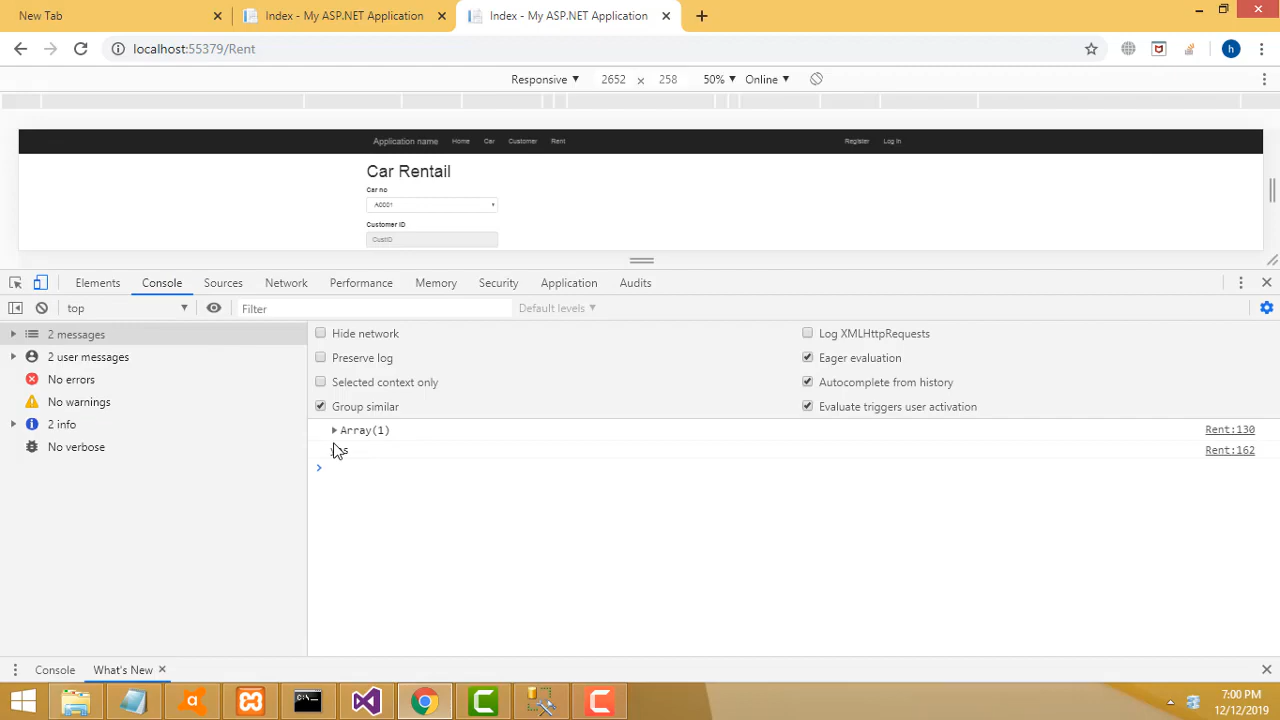 New Tab
Index - My ASP.NET Application
Index - My ASP.NET Application
localhost:55379/Rent
h
Responsive 2652 x 258 50% Online
Application name Home Car Customer Rent Register Log in
Car Rentail
Car no
A0001
Customer ID
CustID
Elements Console Sources Network Performance Memory Security Application Audits
top Filter Default levels
2 messages
2 user messages
No errors
No warnings
2 info
No verbose
Hide network
Preserve log
Selected context only
Group similar
Log XMLHttpRequests
Eager evaluation
Autocomplete from history
Evaluate triggers user activation
Array(1) Rent:130
Rent:162
Console What's New
7:00 PM
12/12/2019